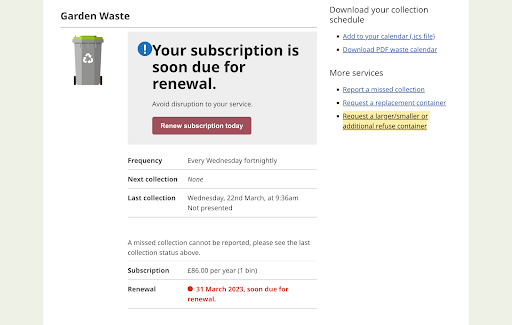 Garden Waste
Your subscription is
soon due for
renewal.
Avoid disruption to your service.
Renew subscription today
Frequency Every Wednesday fortnightly
Next collection None
Last collection Wednesday, 22nd March, at 9:36am
Not presented
A missed collection cannot be reported, please see the last
collection status above.
Subscription £86.00 per year (1 bin)
Renewal 31 March 2023, soon due for
renewal.
Download your collection
schedule
Add to your calendar (.ics file)
Download PDF waste calendar
More services
Report a missed collection
Request a replacement container
Request a larger/smaller or
additional refuse container